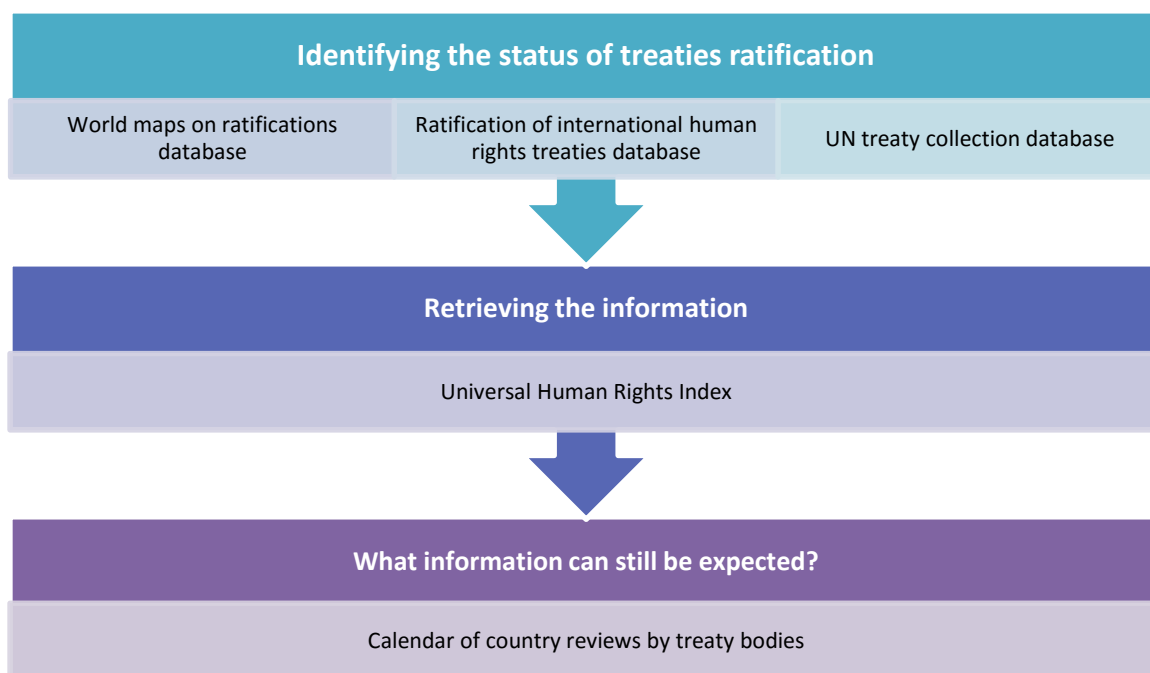 Identifying the status of treaties ratification
World maps on ratifications
database
Ratification of international human
rights treaties database
UN treaty collection database
Retrieving the information
Universal Human Rights Index
What information can still be expected?
Calendar of country reviews by treaty bodies